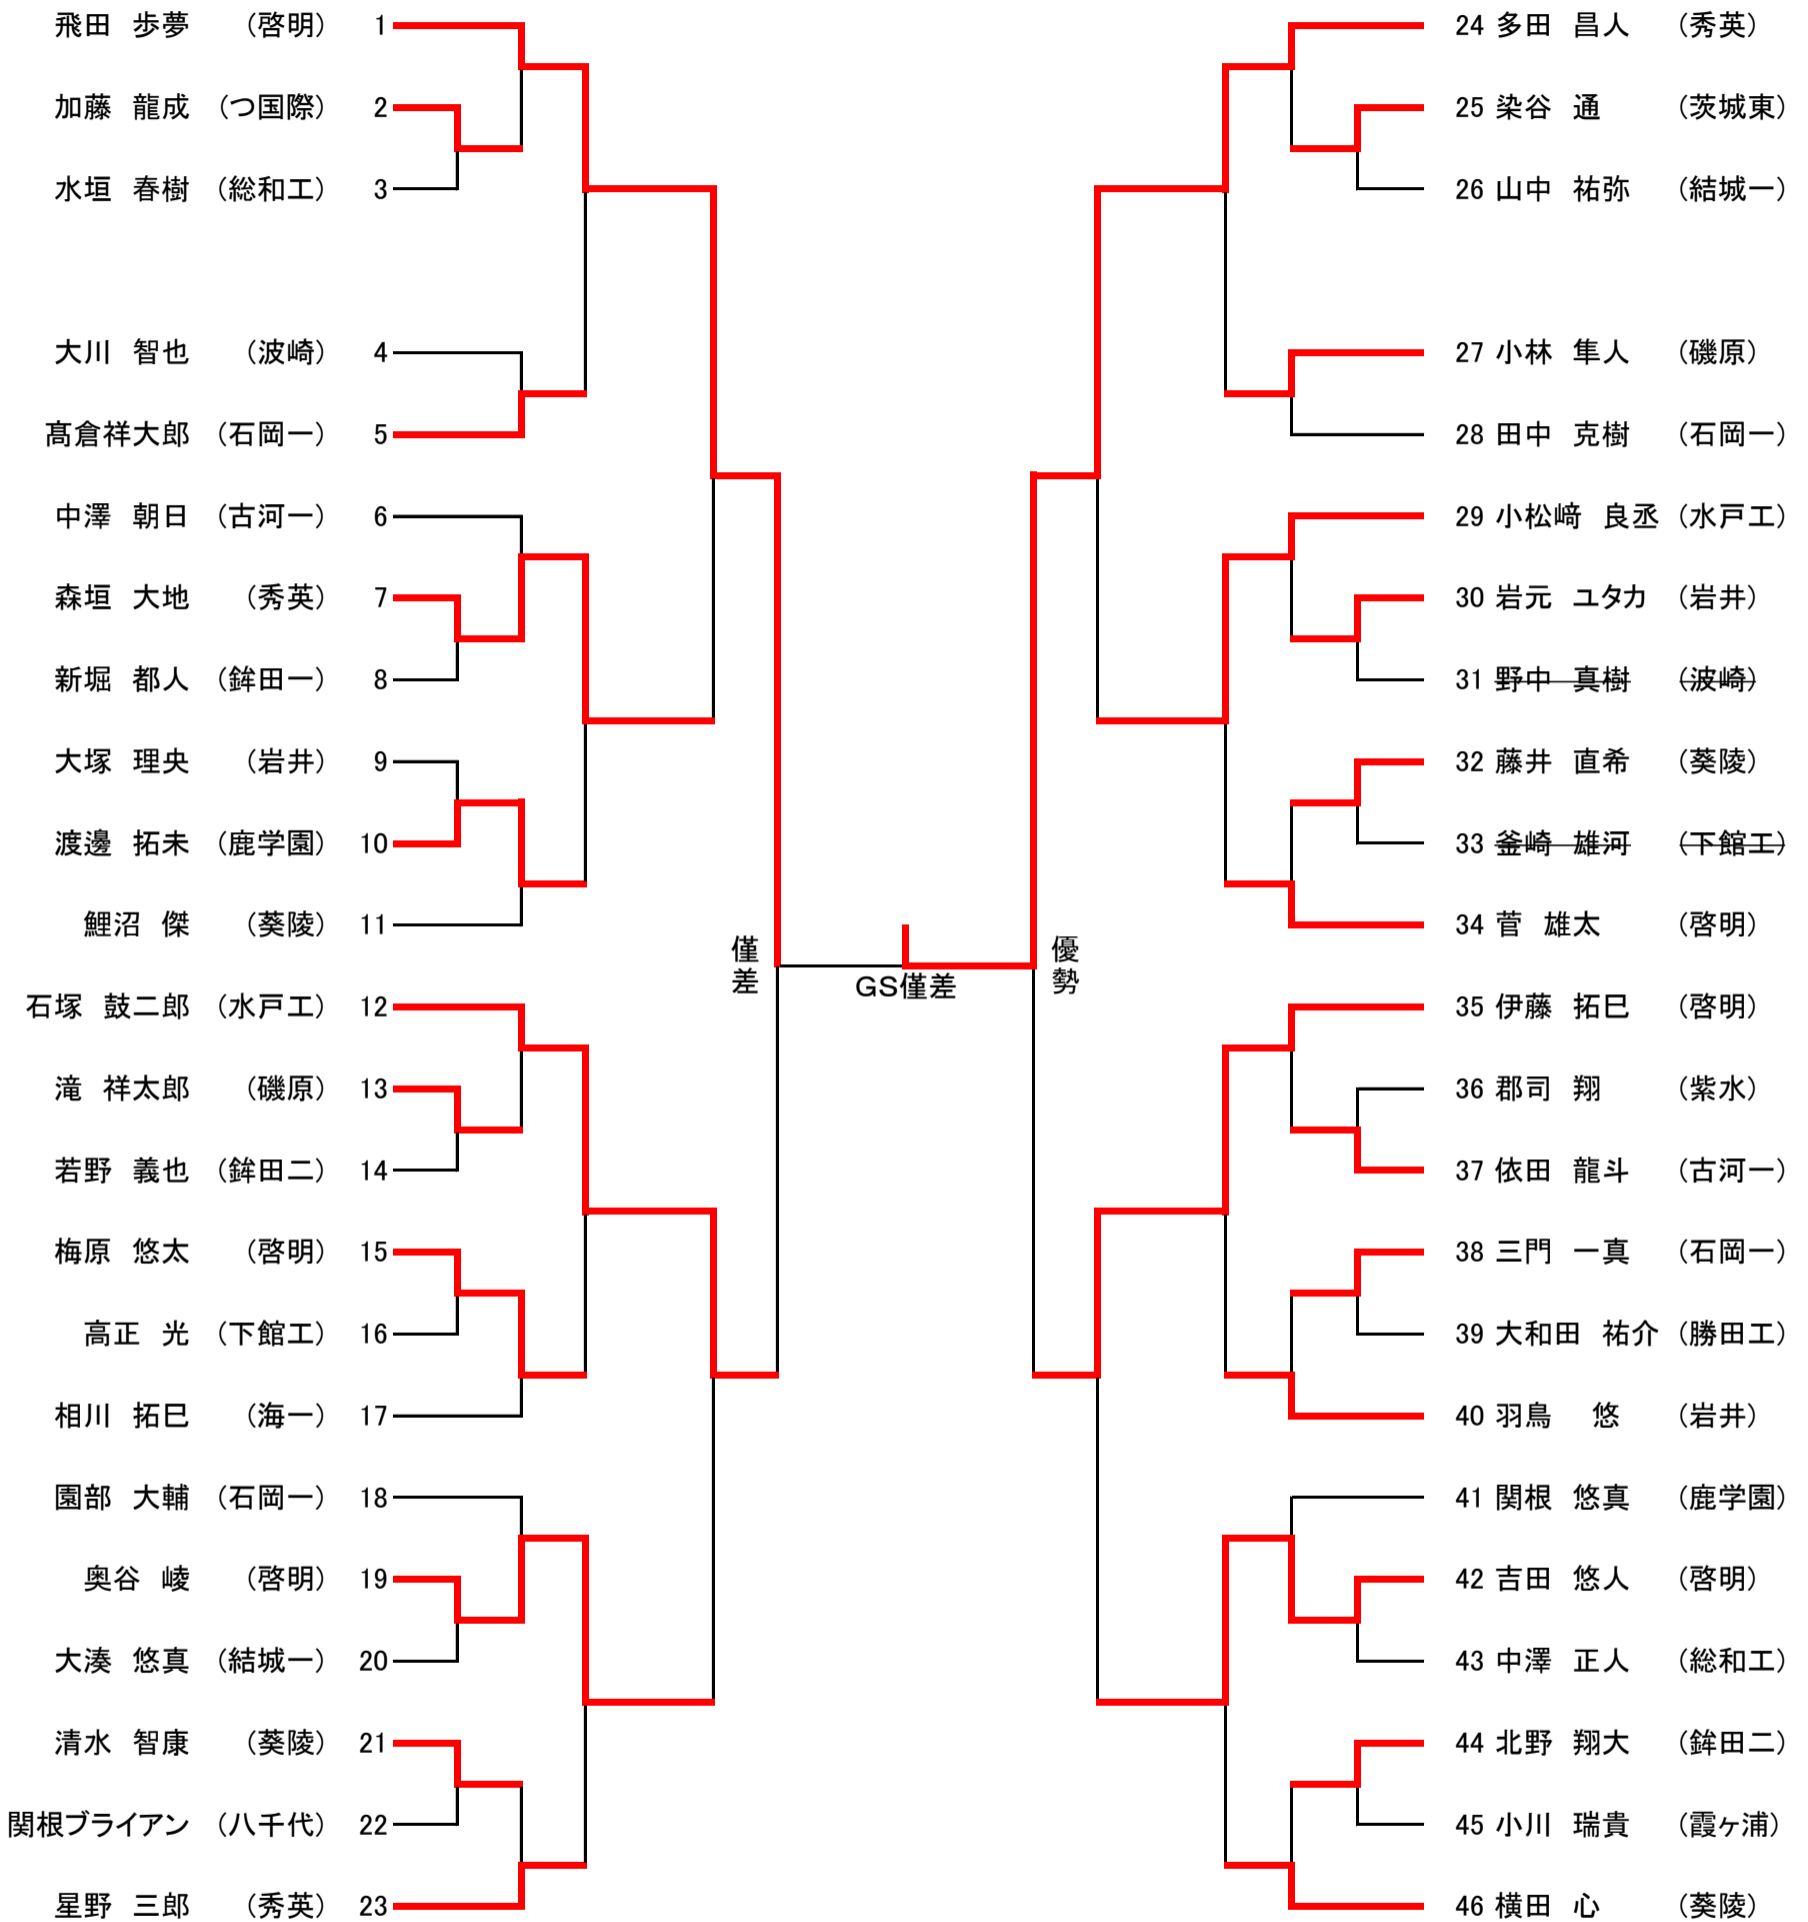 飛田 歩夢 （啓明） 1
加藤 龍成 （つ国際） 2
水垣 春樹 （総和工） 3
大川 智也 （波崎） 4
髙倉祥大郎 （石岡一） 5
中澤 朝日 （古河一） 6
森垣 大地 （秀英） 7
新堀 都人 （鉾田一） 8
大塚 理央 （岩井） 9
渡邊 拓未 （鹿学園） 10
鯉沼 傑 （葵陵） 11
石塚 鼓二郎 （水戸工） 12
滝 祥太郎 （磯原） 13
若野 義也 （鉾田二） 14
梅原 悠太 （啓明） 15
高正 光 （下館工） 16
相川 拓巳 （海一） 17
園部 大輔 （石岡一） 18
奥谷 崚 （啓明） 19
大湊 悠真 （結城一） 20
清水 智康 （葵陵） 21
関根ブライアン （八千代） 22
星野 三郎 （秀英） 23
僅差
GS僅差
優勢
24 多田 昌人 （秀英）
25 染谷 通 （茨城東）
26 山中 祐弥 （結城一）
27 小林 隼人 （磯原）
28 田中 克樹 （石岡一）
29 小松﨑 良丞 （水戸工）
30 岩元 ユタカ （岩井）
31 野中 真樹 （波崎）
32 藤井 直希 （葵陵）
33 釜崎 雄河 （下館工）
34 菅 雄太 （啓明）
35 伊藤 拓巳 （啓明）
36 郡司 翔 （紫水）
37 依田 龍斗 （古河一）
38 三門 一真 （石岡一）
39 大和田 祐介 （勝田工）
40 羽鳥 悠 （岩井）
41 関根 悠真 （鹿学園）
42 吉田 悠人 （啓明）
43 中澤 正人 （総和工）
44 北野 翔大 （鉾田二）
45 小川 瑞貴 （霞ヶ浦）
46 横田 心 （葵陵）